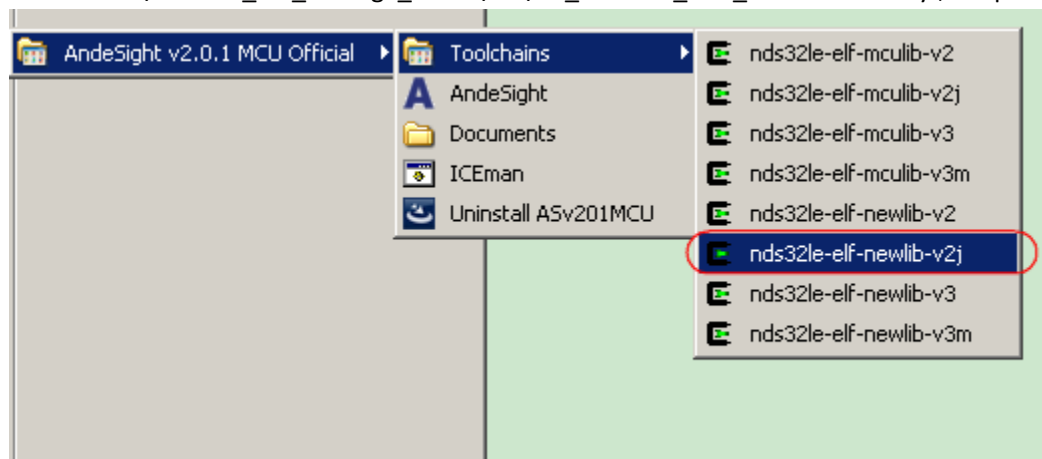 AndeSight v2.0.1 MCU Official
Toolchains
AndeSight
Documents
ICEman
Uninstall ASv201MCU
nds32le-elf-mculib-v2
nds32le-elf-mculib-v2j
nds32le-elf-mculib-v3
nds32le-elf-mculib-v3m
nds32le-elf-newlib-v2
nds32le-elf-newlib-v2j
nds32le-elf-newlib-v3
nds32le-elf-newlib-v3m